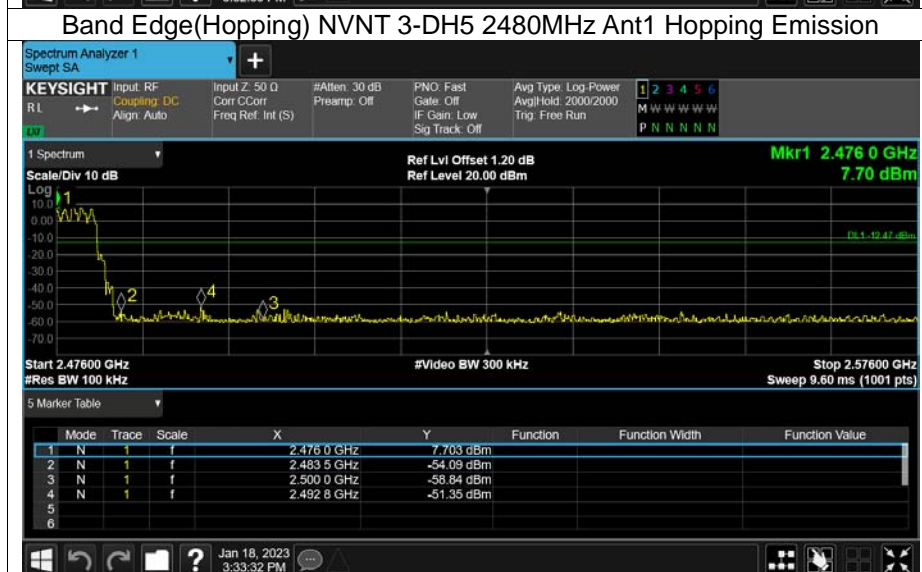 Band Edge(Hopping) NVNT 3-DH5 2480MHz Ant1 Hopping Emission
Spectrum Analyzer 1
Swept SA
+
KEYSIGHT Input: RF Input Z: 50 Ω #Atten: 30 dB PNO: Fast Avg Type: Log-Power 1 2 3 4 5 6
RL Coupling: DC Corr CCorr Preamp: Off Gate: Off Avg|Hold: 2000/2000 M W W W W W
Align: Auto Freq Ref: Int (S) IF Gain: Low Trig: Free Run
LXI Sig Track: Off P N N N N N
1 Spectrum Ref Lvl Offset 1.20 dB Mkr1 2.476 0 GHz
Scale/Div 10 dB Ref Level 20.00 dBm 7.70 dBm
Log
10.0 1
0.00
-10.0 DL1 -12.47 dBm
-20.0
-30.0
-40.0 2 4
-50.0 3
-60.0
-70.0
Start 2.47600 GHz #Video BW 300 kHz Stop 2.57600 GHz
#Res BW 100 kHz Sweep 9.60 ms (1001 pts)
5 Marker Table
Mode Trace Scale X Y Function Function Width Function Value
1 N 1 f 2.476 0 GHz 7.703 dBm
2 N 1 f 2.483 5 GHz -54.09 dBm
3 N 1 f 2.500 0 GHz -58.84 dBm
4 N 1 f 2.492 8 GHz -51.35 dBm
5
6
? Jan 18, 2023
3:33:32 PM